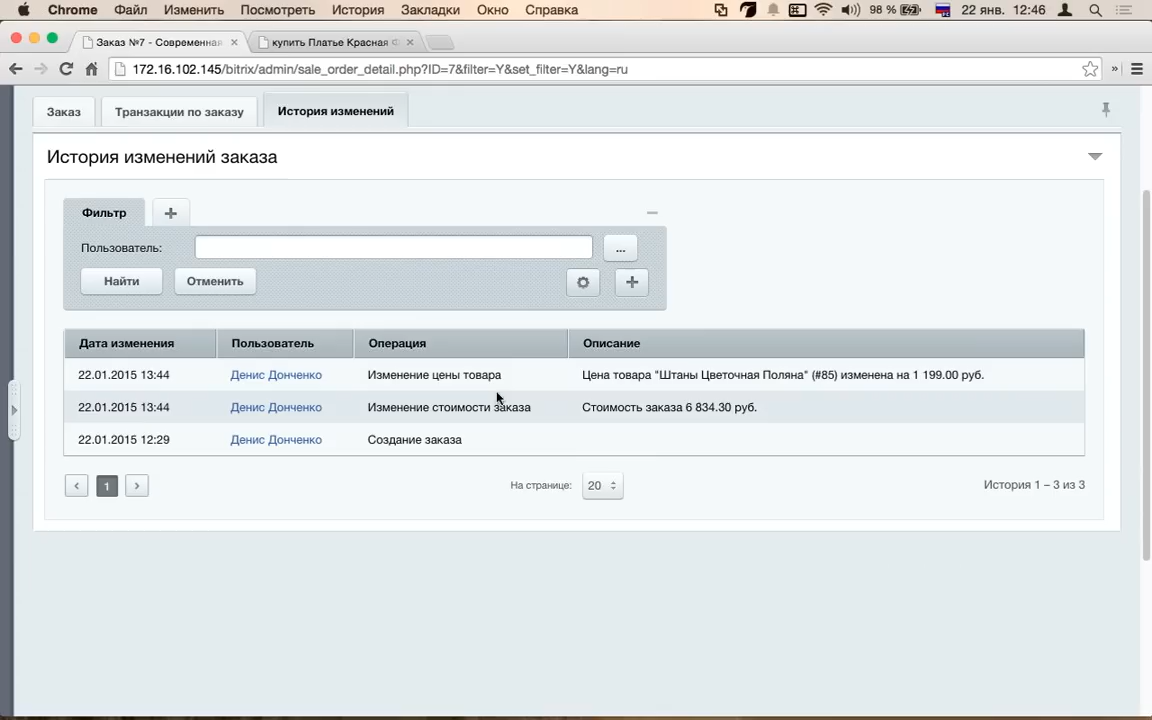 Chrome Файл Изменить Посмотреть История Закладки Окно Справка 98 % 22 янв. 12:46
Заказ №7 - Современная купить Платье Красная
172.16.102.145/bitrix/admin/sale_order_detail.php?ID=7&filter=Y&set_filter=Y&lang=ru »
Заказ Транзакции по заказу История изменений
История изменений заказа
Фильтр
Пользователь: ...
Найти Отменить
Дата изменения Пользователь Операция Описание
22.01.2015 13:44 Денис Донченко Изменение цены товара Цена товара "Штаны Цветочная Поляна" (#85) изменена на 1 199.00 руб.
22.01.2015 13:44 Денис Донченко Изменение стоимости заказа Стоимость заказа 6 834.30 руб.
22.01.2015 12:29 Денис Донченко Создание заказа
1 На странице: 20 История 1 – 3 из 3